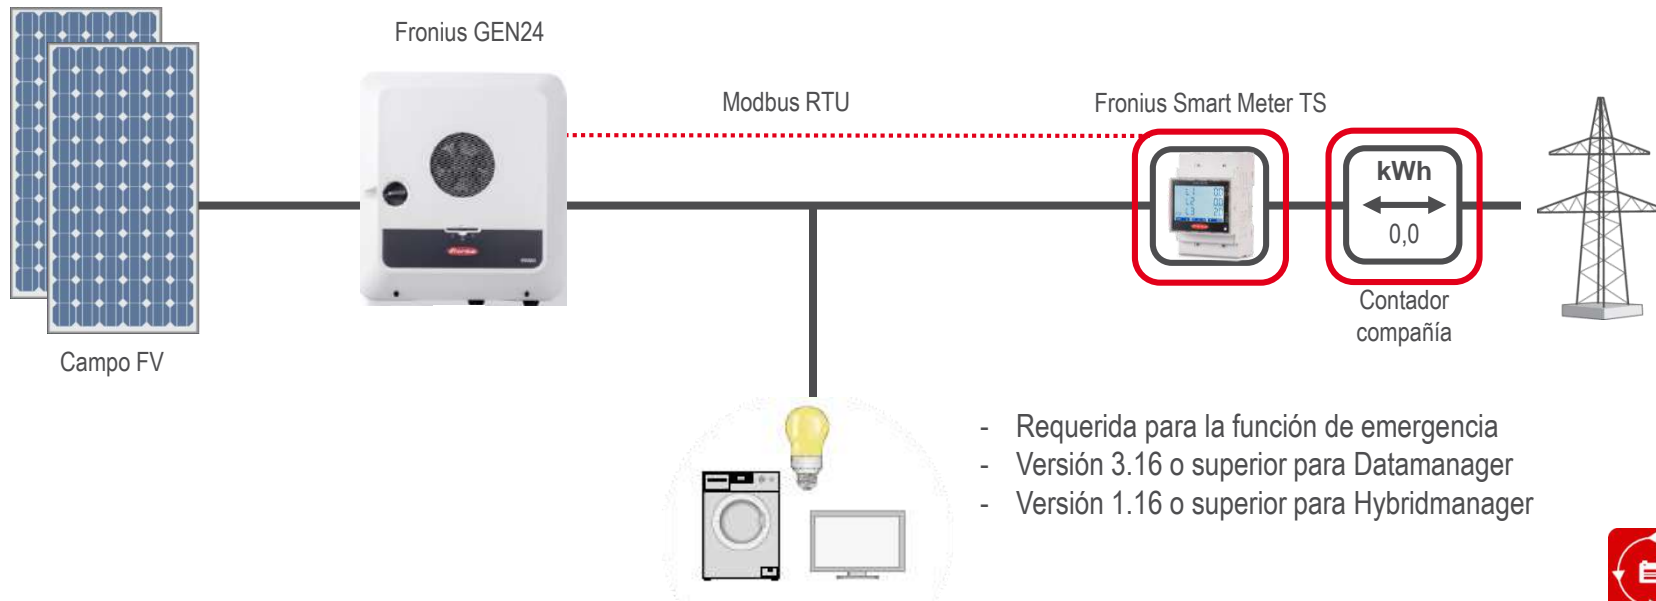 Fronius GEN24
Modbus RTU
Fronius Smart Meter TS
kWh
0,0
Contador
compañía
Campo FV
- Requerida para la función de emergencia
- Versión 3.16 o superior para Datamanager
- Versión 1.16 o superior para Hybridmanager